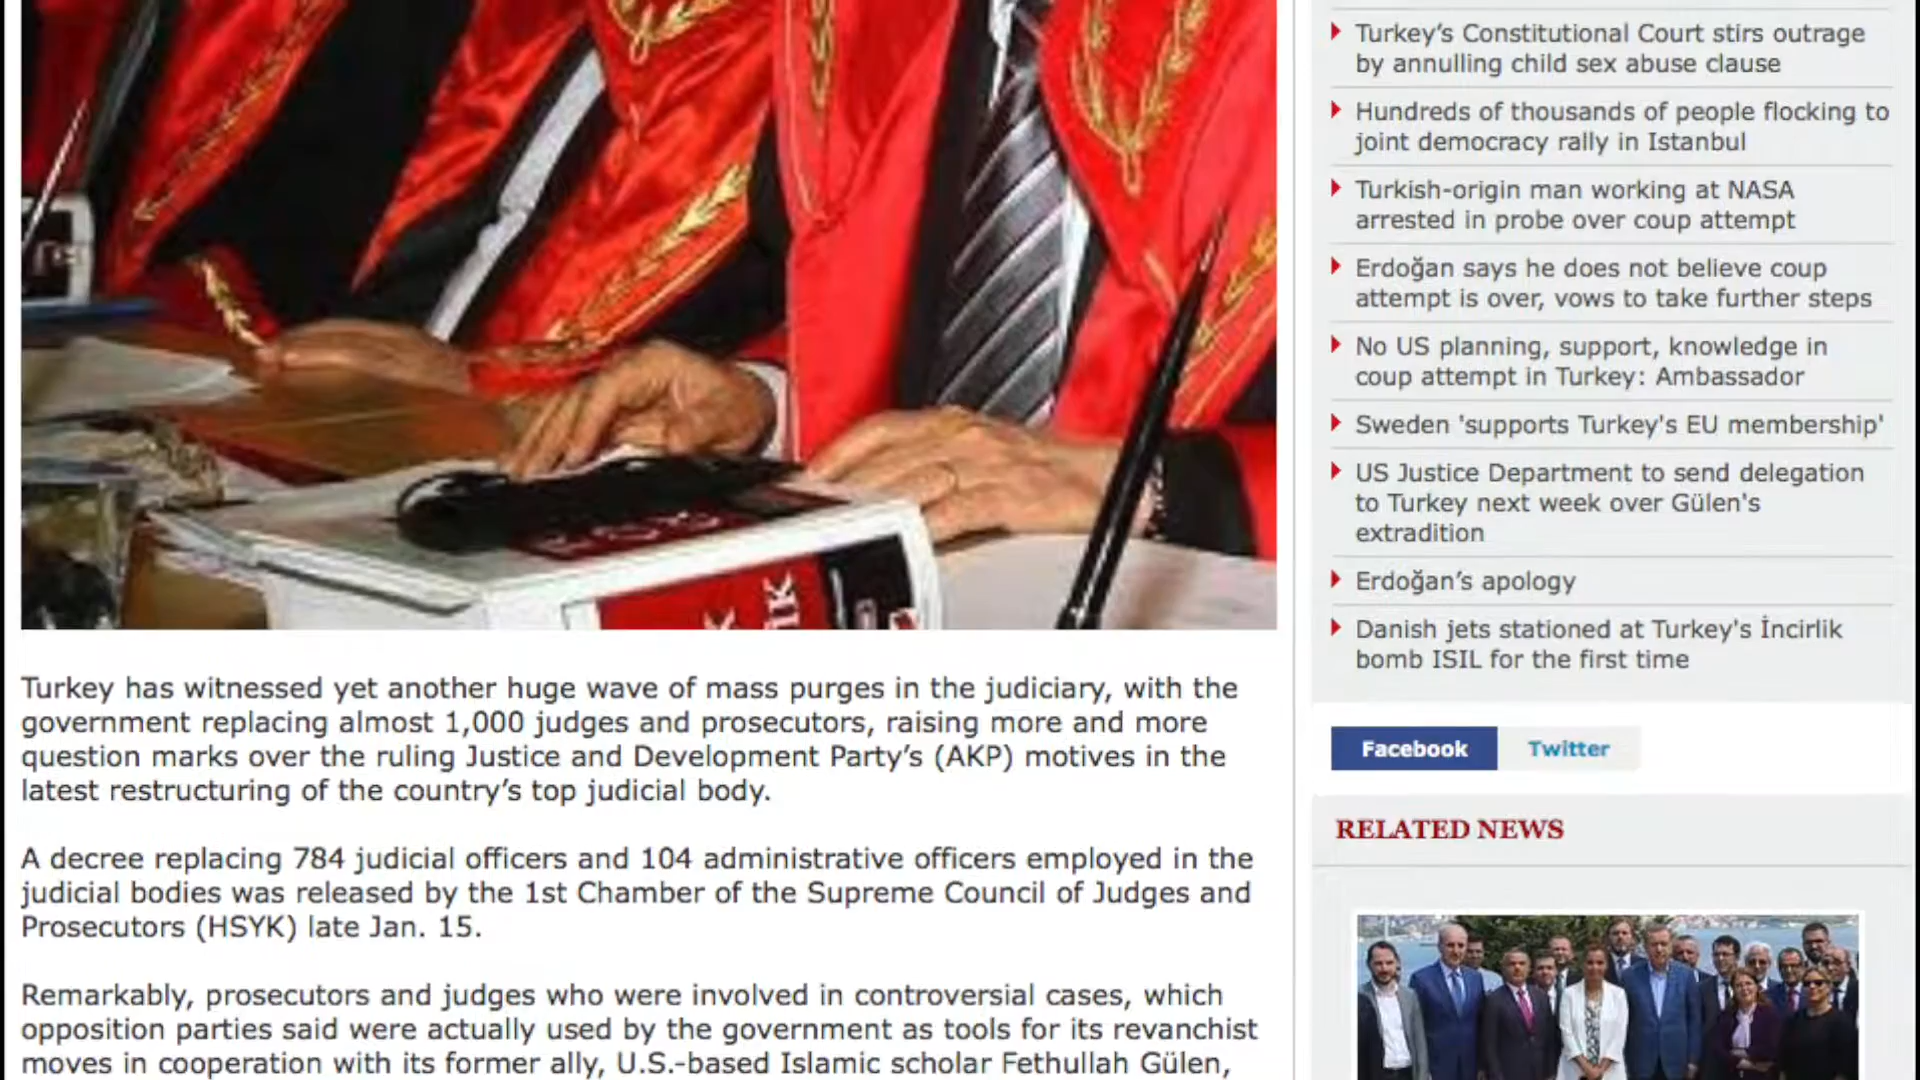 Turkey has witnessed yet another huge wave of mass purges in the judiciary, with the
government replacing almost 1,000 judges and prosecutors, raising more and more
question marks over the ruling Justice and Development Party’s (AKP) motives in the
latest restructuring of the country’s top judicial body.
A decree replacing 784 judicial officers and 104 administrative officers employed in the
judicial bodies was released by the 1st Chamber of the Supreme Council of Judges and
Prosecutors (HSYK) late Jan. 15.
Remarkably, prosecutors and judges who were involved in controversial cases, which
opposition parties said were actually used by the government as tools for its revanchist
moves in cooperation with its former ally, U.S.-based Islamic scholar Fethullah Gülen,
Turkey’s Constitutional Court stirs outrage
by annulling child sex abuse clause
Hundreds of thousands of people flocking to
joint democracy rally in Istanbul
Turkish-origin man working at NASA
arrested in probe over coup attempt
Erdoğan says he does not believe coup
attempt is over, vows to take further steps
No US planning, support, knowledge in
coup attempt in Turkey: Ambassador
Sweden 'supports Turkey's EU membership'
US Justice Department to send delegation
to Turkey next week over Gülen's
extradition
Erdoğan’s apology
Danish jets stationed at Turkey's İncirlik
bomb ISIL for the first time
Facebook Twitter
RELATED NEWS